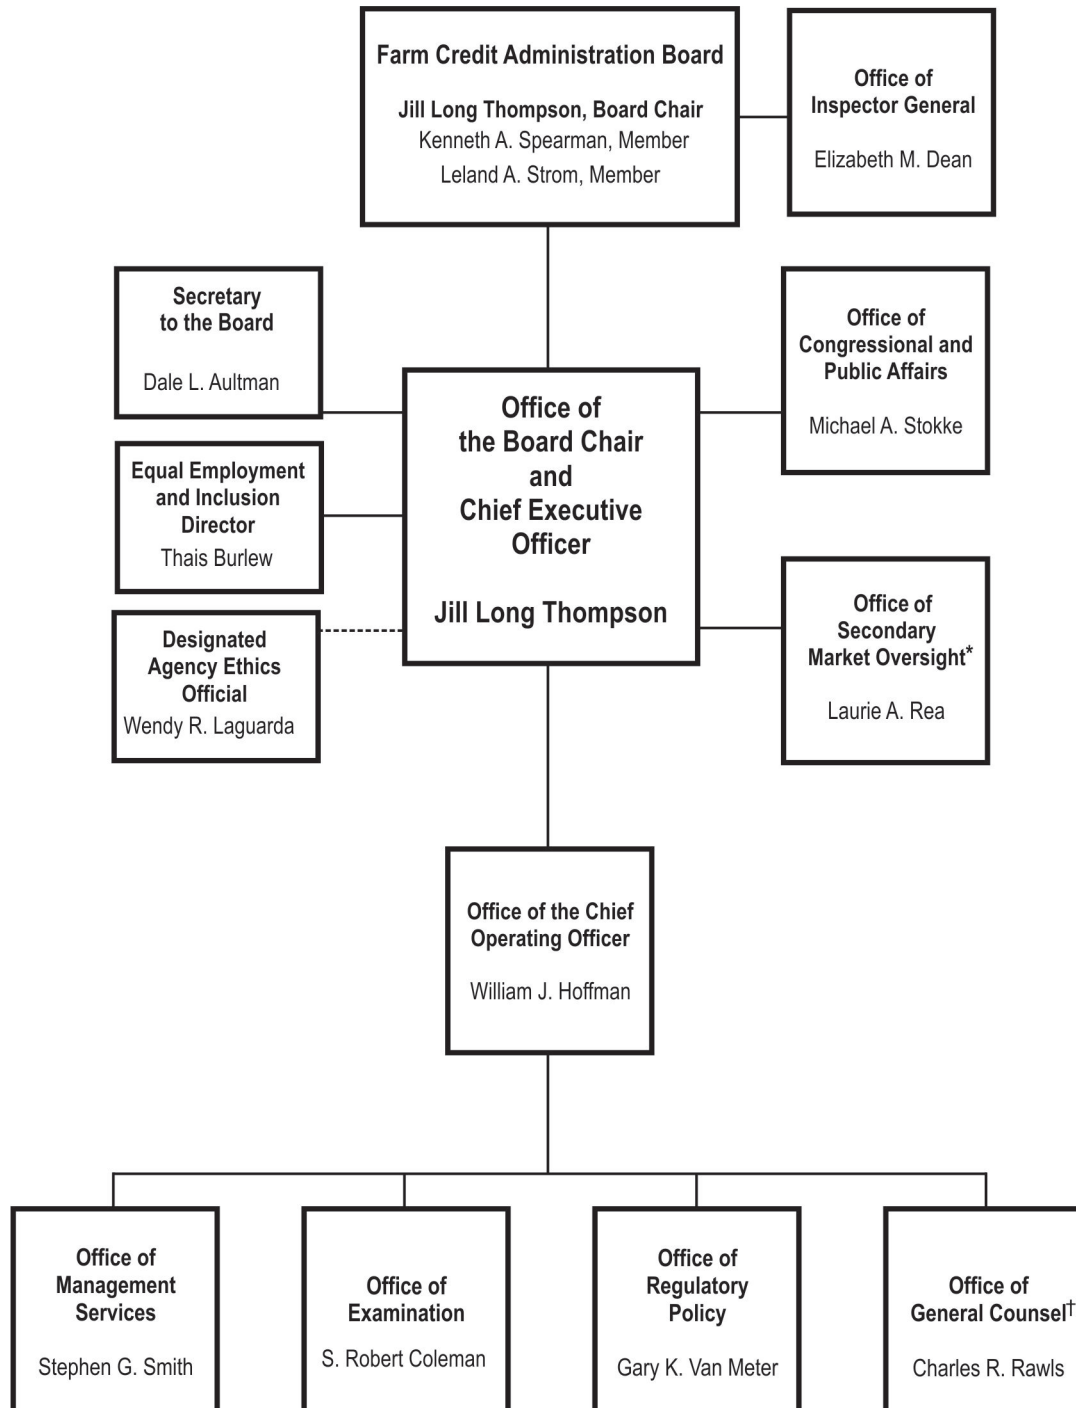 Farm Credit Administration Board
Jill Long Thompson, Board Chair
Kenneth A. Spearman, Member
Leland A. Strom, Member
Office of
Inspector General
Elizabeth M. Dean
Secretary
to the Board
Dale L. Aultman
Office of
Congressional and
Public Affairs
Michael A. Stokke
Office of
the Board Chair
and
Chief Executive
Officer
Jill Long Thompson
Equal Employment
and Inclusion
Director
Thais Burlew
Designated
Agency Ethics
Official
Wendy R. Laguarda
Office of
Secondary
Market Oversight*
Laurie A. Rea
Office of the Chief
Operating Officer
William J. Hoffman
Office of
Management
Services
Stephen G. Smith
Office of
Examination
S. Robert Coleman
Office of
Regulatory
Policy
Gary K. Van Meter
Office of
General Counsel†
Charles R. Rawls